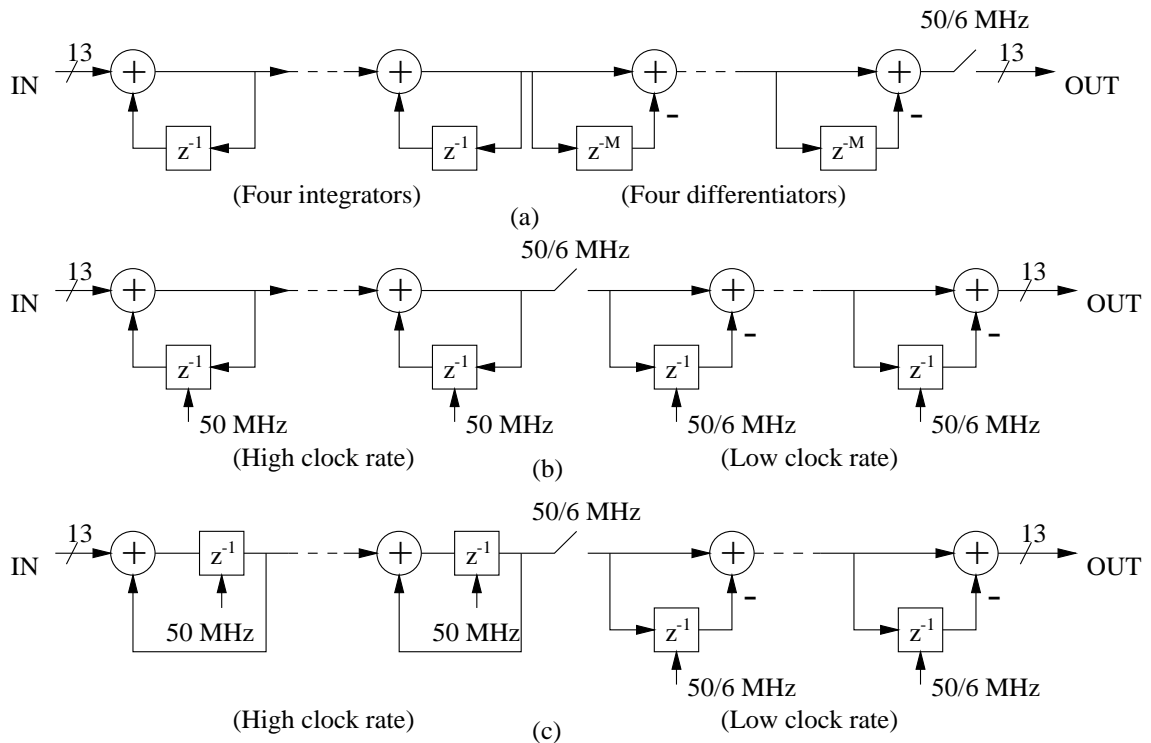 50/6 MHz
13 13
IN + + + + OUT
z-1 z-1 z-M - z-M -
(Four integrators) (Four differentiators)
(a)
50/6 MHz
13 13
IN + + + + OUT
z-1 z-1 z-1 - z-1 -
50 MHz 50 MHz 50/6 MHz 50/6 MHz
(High clock rate) (Low clock rate)
(b)
50/6 MHz
13 13
IN + z-1 + z-1 + + OUT
50 MHz 50 MHz z-1 - z-1 -
50/6 MHz 50/6 MHz
(High clock rate) (Low clock rate)
(c)